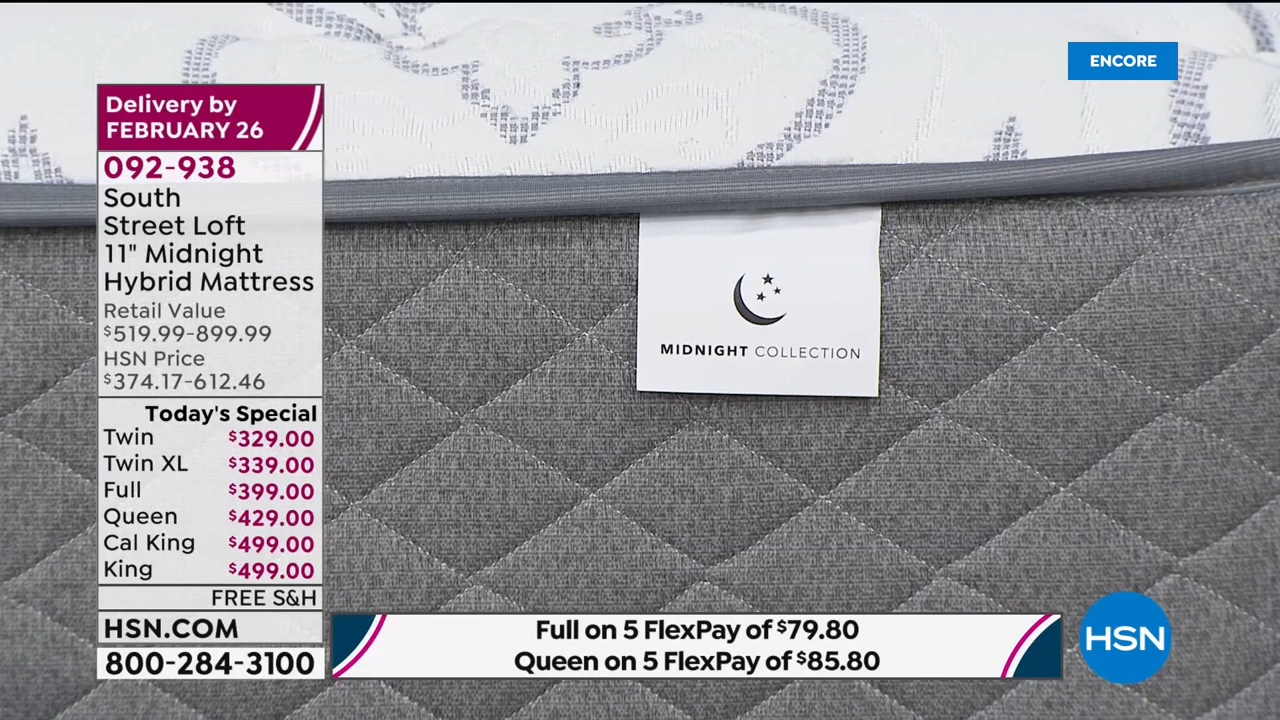 ENCORE
Delivery by
FEBRUARY 26
092-938
South
Street Loft
11" Midnight
Hybrid Mattress
Retail Value
$519.99-899.99
HSN Price
$374.17-612.46
Today's Special
Twin $329.00
Twin XL $339.00
Full $399.00
Queen $429.00
Cal King $499.00
King $499.00
FREE S&H
HSN.COM
800-284-3100
MIDNIGHT COLLECTION
Full on 5 FlexPay of $79.80
Queen on 5 FlexPay of $85.80
HSN